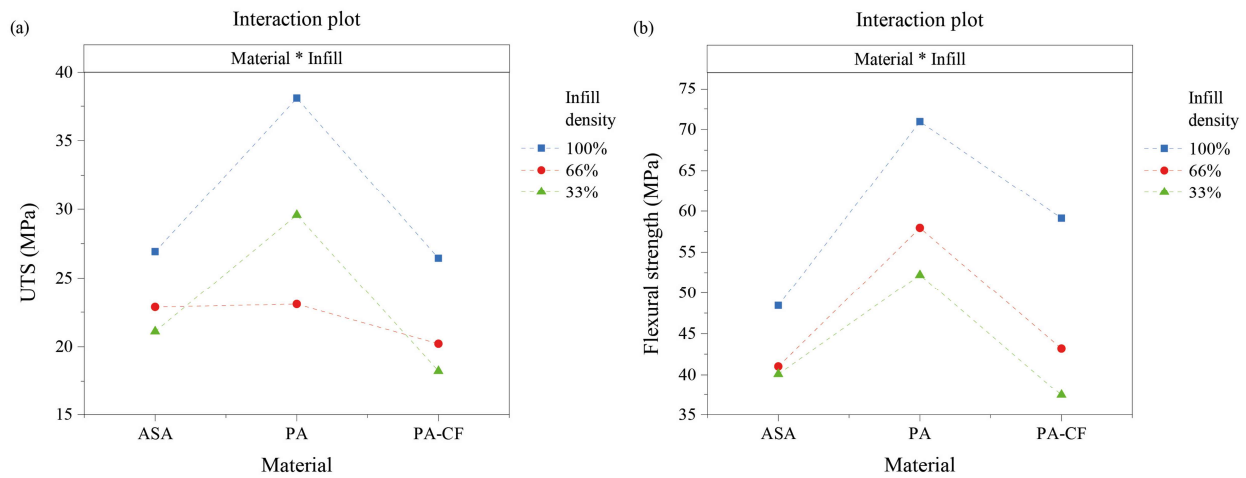 (a)
Interaction plot
Material * Infill
40
35
30
25
20
15
UTS (MPa)
ASA
PA
PA-CF
Material
Infill
density
100%
66%
33%
(b)
Interaction plot
Material * Infill
75
70
65
60
55
50
45
40
35
Flexural strength (MPa)
ASA
PA
PA-CF
Material
Infill
density
100%
66%
33%